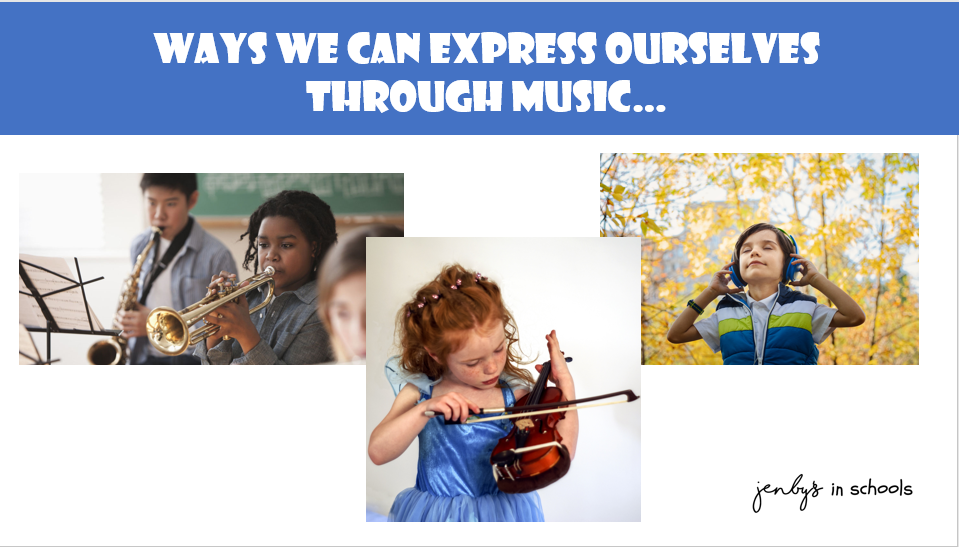 WAYS WE CAN EXPRESS OURSELVES
THROUGH MUSIC...
jenbys in schools